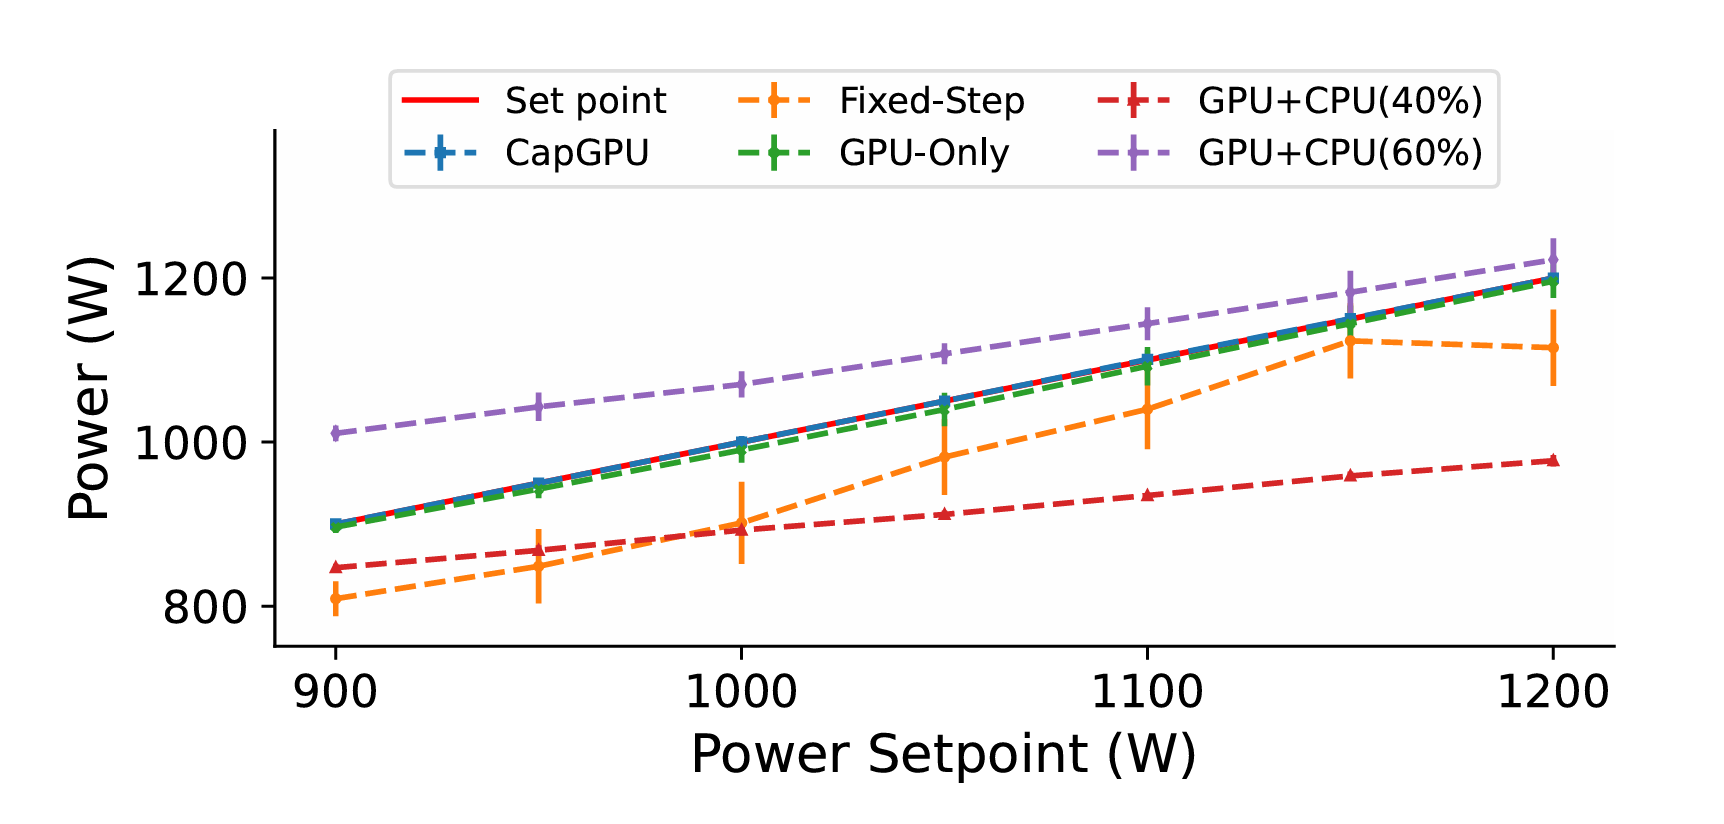 Set point
Fixed-Step
GPU+CPU(40%)
CapGPU
GPU-Only
GPU+CPU(60%)
Power (W)
1200
1000
800
900
1000
1100
1200
Power Setpoint (W)